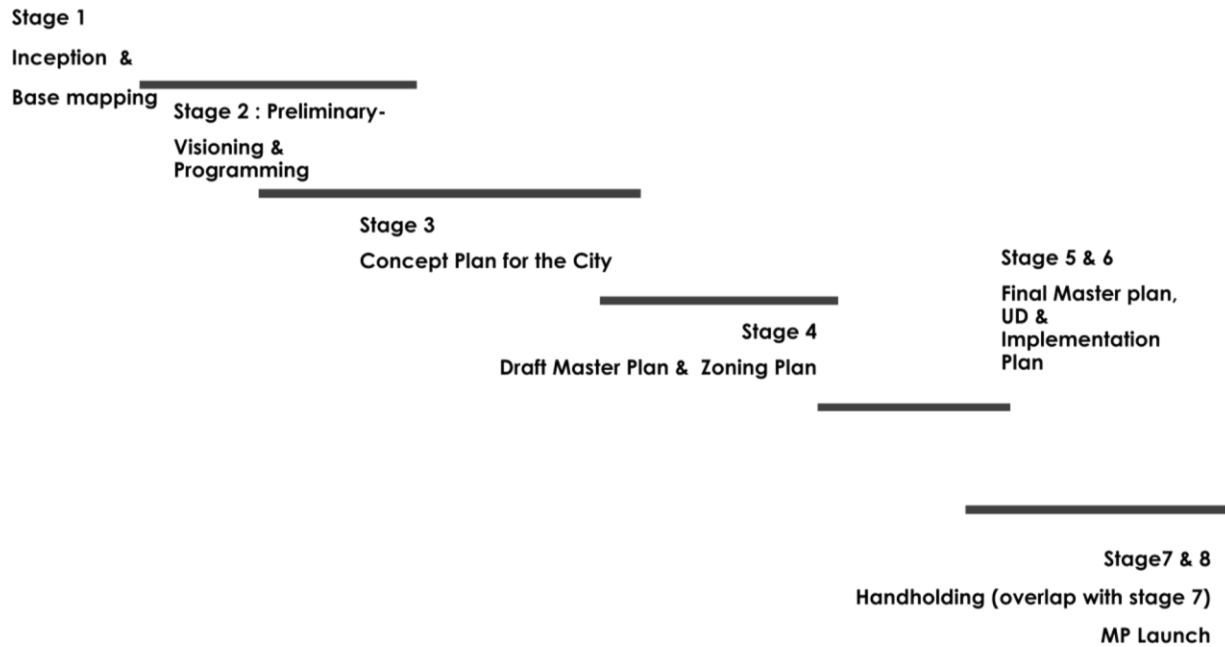 Stage 1
Inception &
Base mapping
Stage 2 : Preliminary-
Visioning &
Programming
Stage 3
Concept Plan for the City
Stage 4
Draft Master Plan & Zoning Plan
Stage 5 & 6
Final Master plan,
UD &
Implementation
Plan
Stage7 & 8
Handholding (overlap with stage 7)
MP Launch